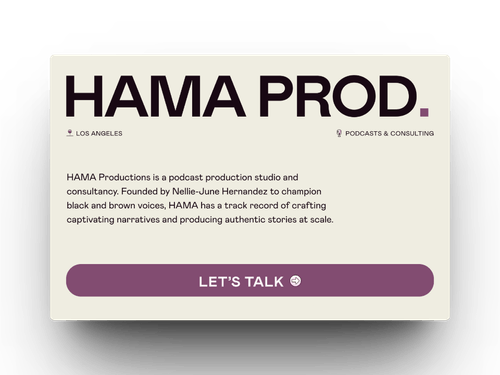 HAMA PROD.
LOS ANGELES
PODCASTS & CONSULTING
HAMA Productions is a podcast production studio and
consultancy. Founded by Nellie-June Hernandez to champion
black and brown voices, HAMA has a track record of crafting
captivating narratives and producing authentic stories at scale.
LET'S TALK